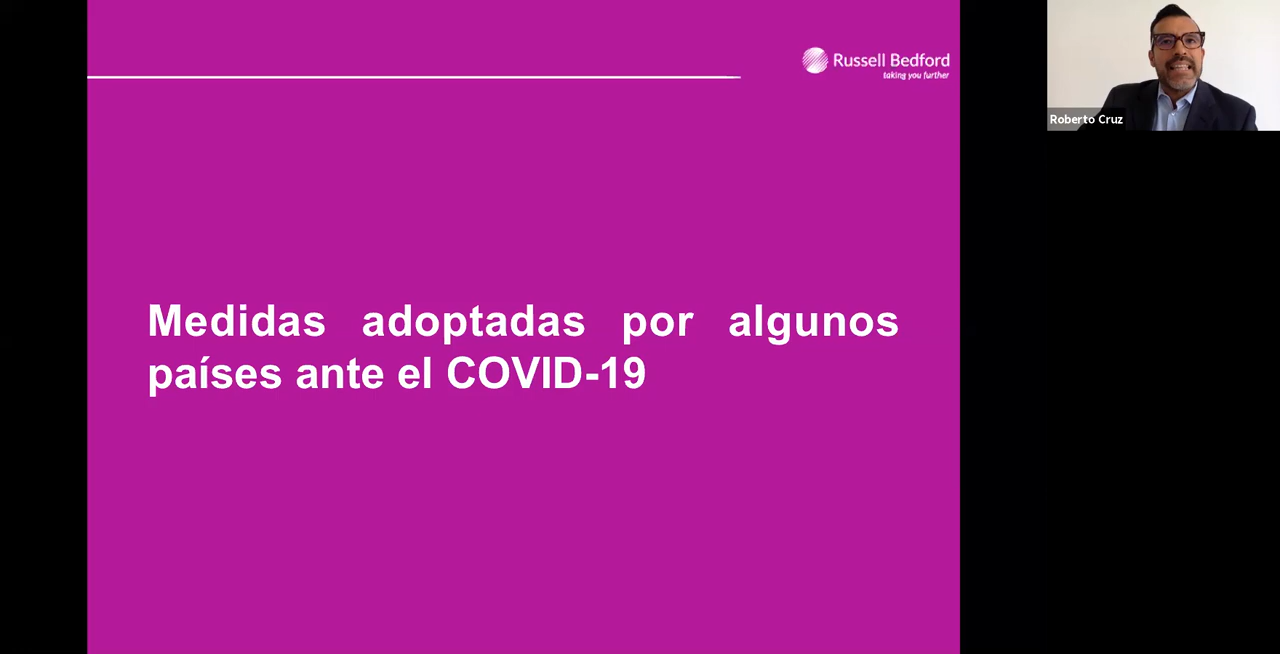 Russell Bedford
taking you further
Roberto Cruz
Medidas adoptadas por algunos
países ante el COVID-19